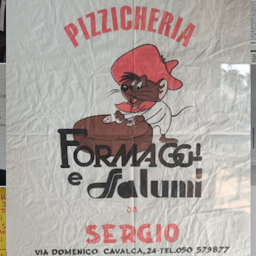 PIZZICHERIA
FORMAGGI
e Salumi
DA
SERGIO
VIA DOMENICO CAVALCA, 24-TEL.050 579877